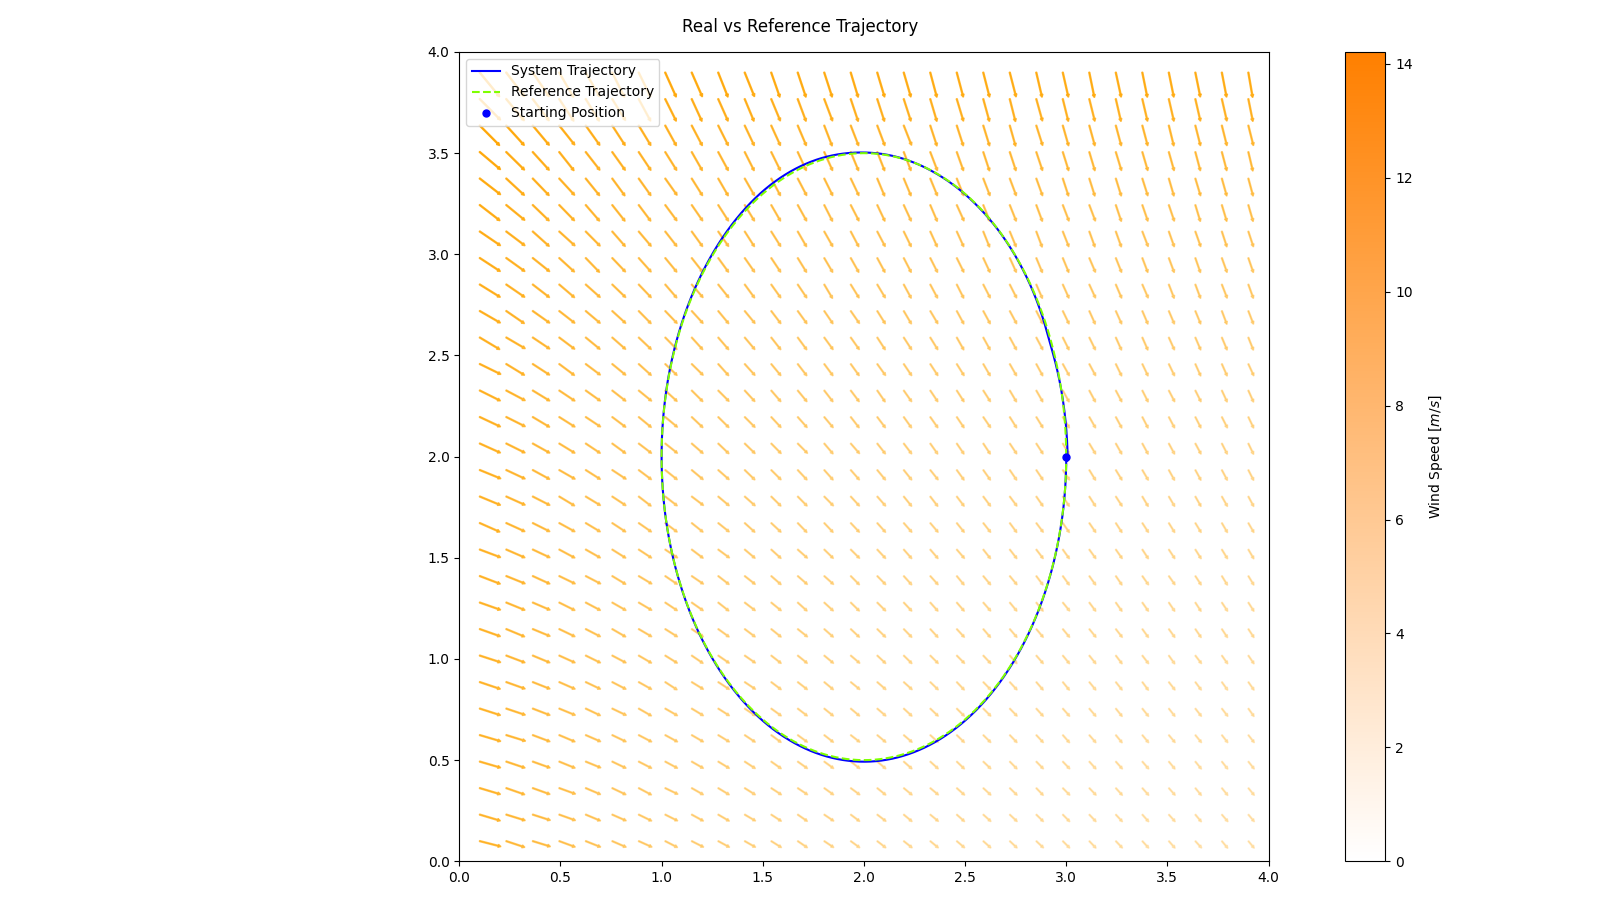 Real vs Reference Trajectory
System Trajectory
Reference Trajectory
Starting Position
4.0
3.5
3.0
2.5
2.0
1.5
1.0
0.5
0.0
0.0 0.5 1.0 1.5 2.0 2.5 3.0 3.5 4.0
14
12
10
8
6
4
2
0
Wind Speed [m/s]